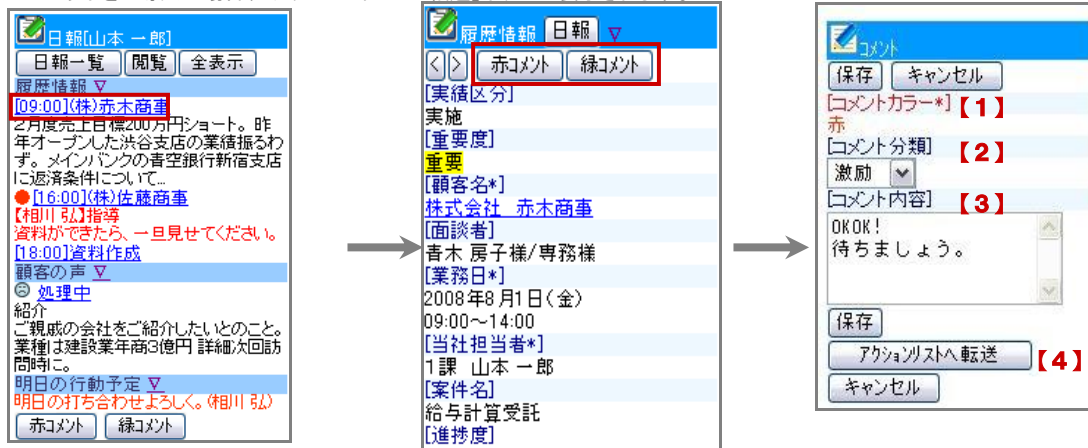 日報[山本 一郎]
日報一覧 閲覧 全表示
履歴情報 ▽
[09:00](株)赤木商事
2月度売上目標200万円ショート。昨
年オープンした渋谷支店の業績振るわ
ず。メインバンクの青空銀行新宿支店
に返済条件について...
●[16:00](株)佐藤商事
【相川 弘】指導
資料ができたら、一旦見せてください。
[18:00]資料作成
顧客の声 ▽
処理中
紹介
ご親戚の会社をご紹介したいとのこと。
業種は建設業年商3億円 詳細次回訪
問時に。
明日の行動予定 ▽
明日の打ち合わせよろしく。(相川 弘)
赤コメント 緑コメント
履歴情報 日報 ▽
< > 赤コメント 緑コメント
[実績区分]
実施
[重要度]
重要
[顧客名*]
株式会社 赤木商事
[面談者]
青木 房子様/専務様
[業務日*]
2008年8月1日(金)
09:00～14:00
[当社担当者*]
1課 山本 一郎
[案件名]
給与計算受託
[進捗度]
コメント
保存 キャンセル
[コメントカラー*]【1】
赤
[コメント分類] 【2】
激励
[コメント内容] 【3】
OKOK!
待ちましょう。
保存
アクションリストへ転送 【4】
キャンセル